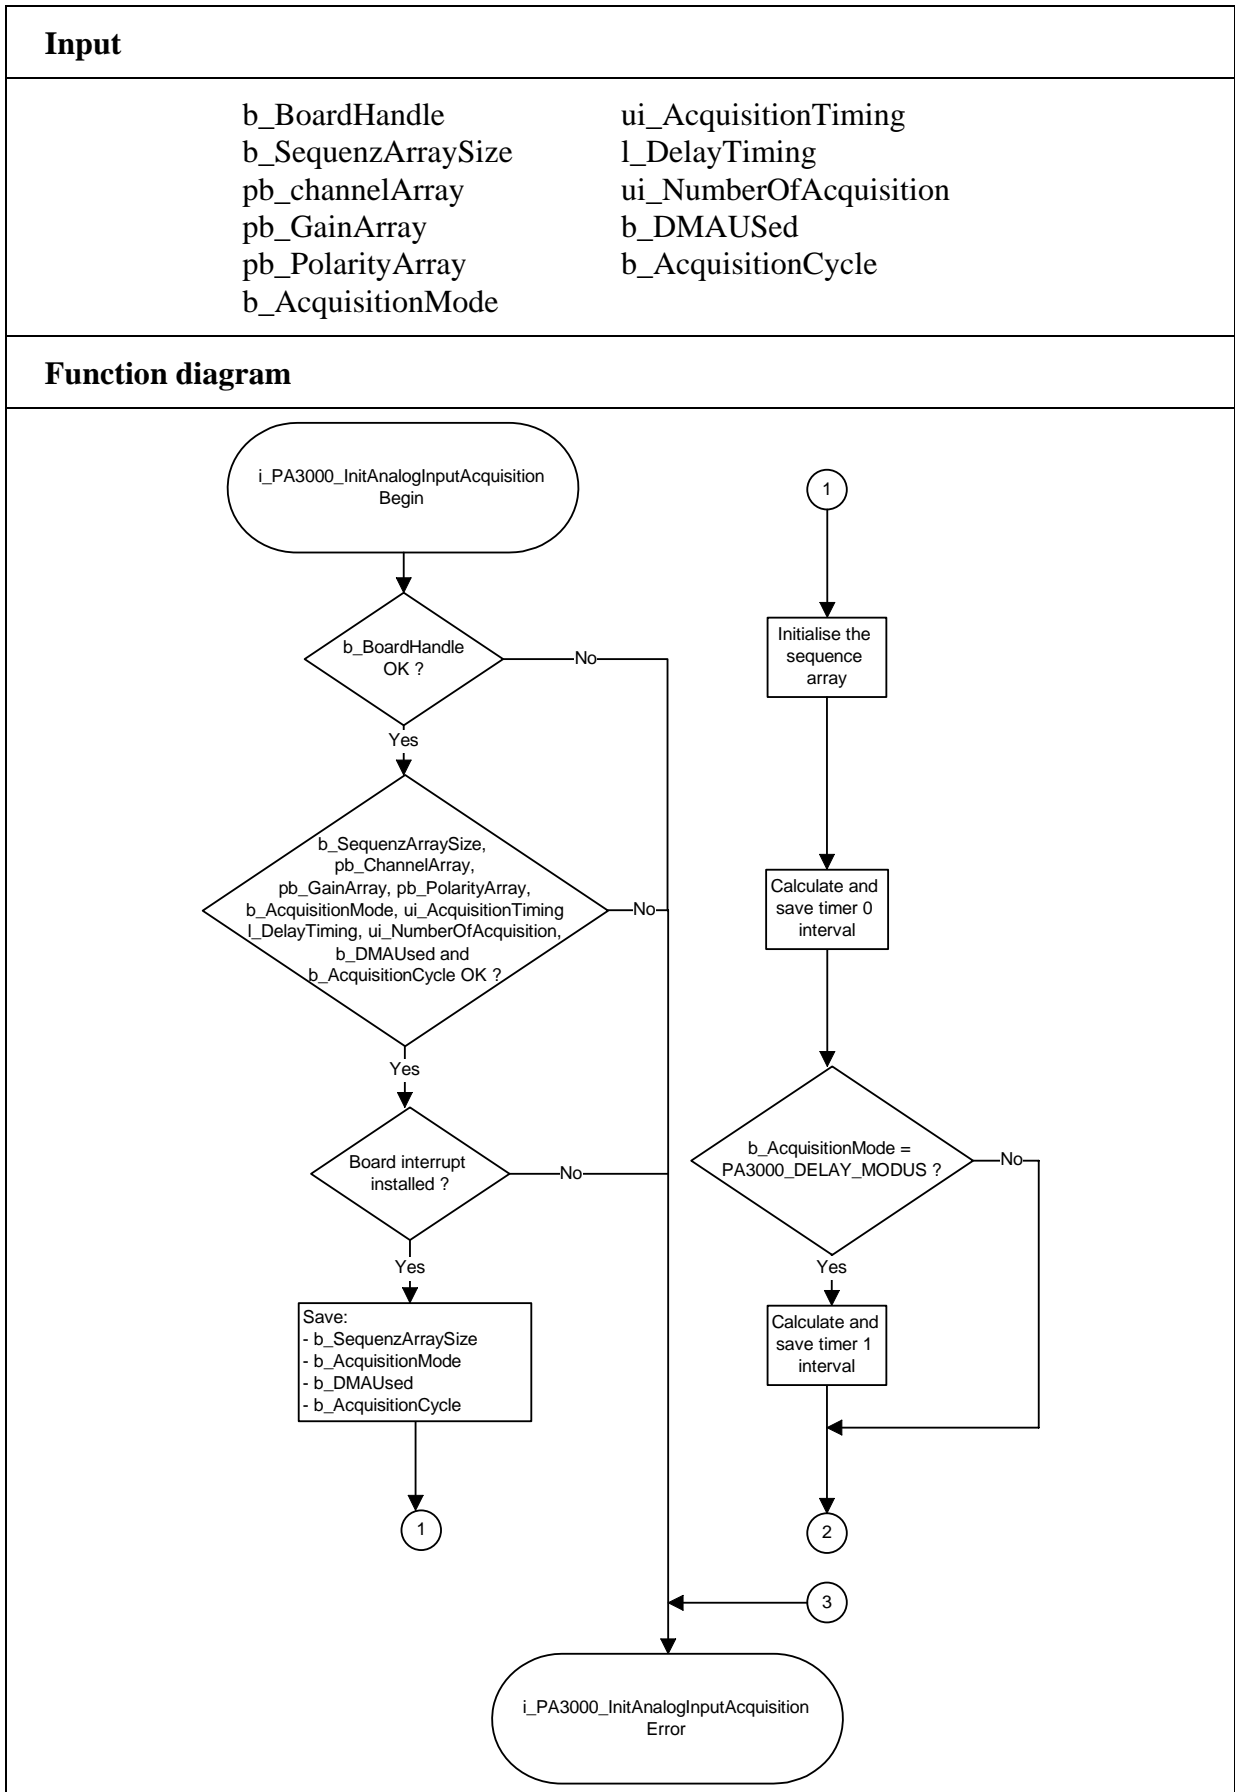 Input
b_BoardHandle
b_SequenzArraySize
pb_channelArray
pb_GainArray
pb_PolarityArray
b_AcquisitionMode
ui_AcquisitionTiming
l_DelayTiming
ui_NumberOfAcquisition
b_DMAUSed
b_AcquisitionCycle
Function diagram
i_PA3000_InitAnalogInputAcquisition
Begin
b_BoardHandle
OK ?
No
Yes
b_SequenzArraySize,
pb_ChannelArray,
pb_GainArray, pb_PolarityArray,
b_AcquisitionMode, ui_AcquisitionTiming
l_DelayTiming, ui_NumberOfAcquisition,
b_DMAUsed and
b_AcquisitionCycle OK ?
No
Yes
Board interrupt
installed ?
No
Yes
Save:
- b_SequenzArraySize
- b_AcquisitionMode
- b_DMAUsed
- b_AcquisitionCycle
1
1
Initialise the
sequence
array
Calculate and
save timer 0
interval
b_AcquisitionMode =
PA3000_DELAY_MODUS ?
No
Yes
Calculate and
save timer 1
interval
2
3
i_PA3000_InitAnalogInputAcquisition
Error